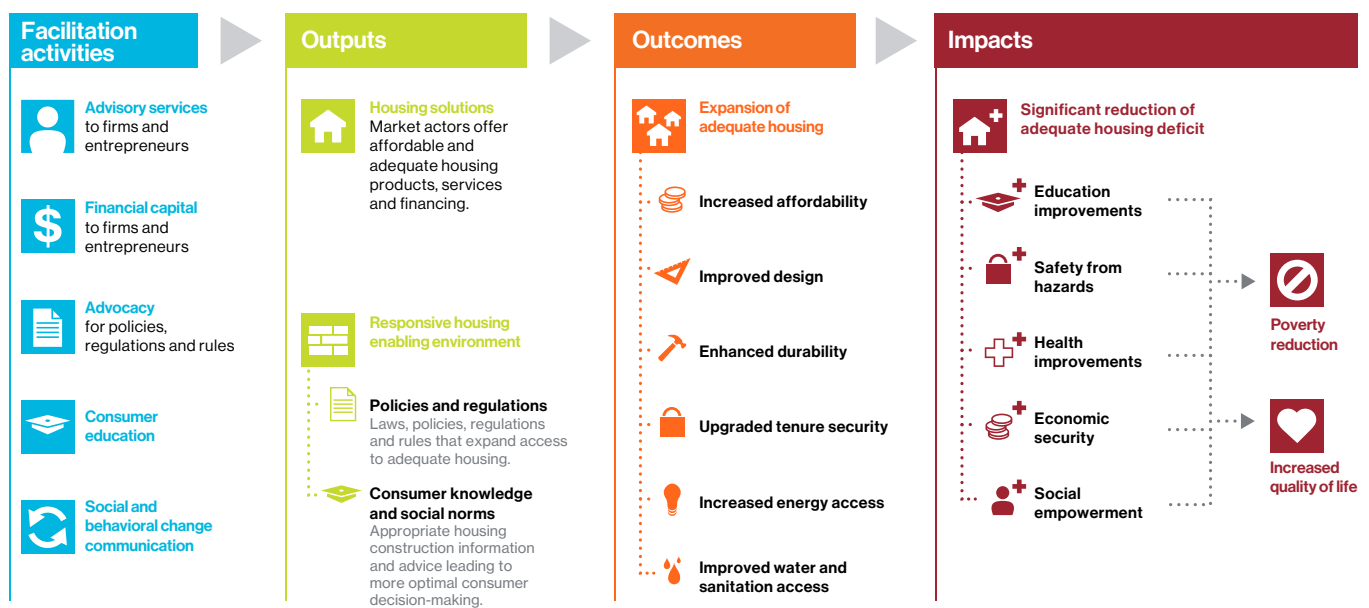 Facilitation
activities
Advisory services
to firms and
entrepreneurs
Financial capital
to firms and
entrepreneurs
Advocacy
for policies,
regulations and rules
Consumer
education
Social and
behavioral change
communication
Outputs
Housing solutions
Market actors offer
affordable and
adequate housing
products, services
and financing.
Responsive housing
enabling environment
Policies and regulations
Laws, policies, regulations
and rules that expand access
to adequate housing.
Consumer knowledge
and social norms
Appropriate housing
construction information
and advice leading to
more optimal consumer
decision-making.
Outcomes
Expansion of
adequate housing
Increased affordability
Improved design
Enhanced durability
Upgraded tenure security
Increased energy access
Improved water and
sanitation access
Impacts
Significant reduction of
adequate housing deficit
Education
improvements
Safety from
hazards
Health
improvements
Economic
security
Social
empowerment
Poverty
reduction
Increased
quality of life